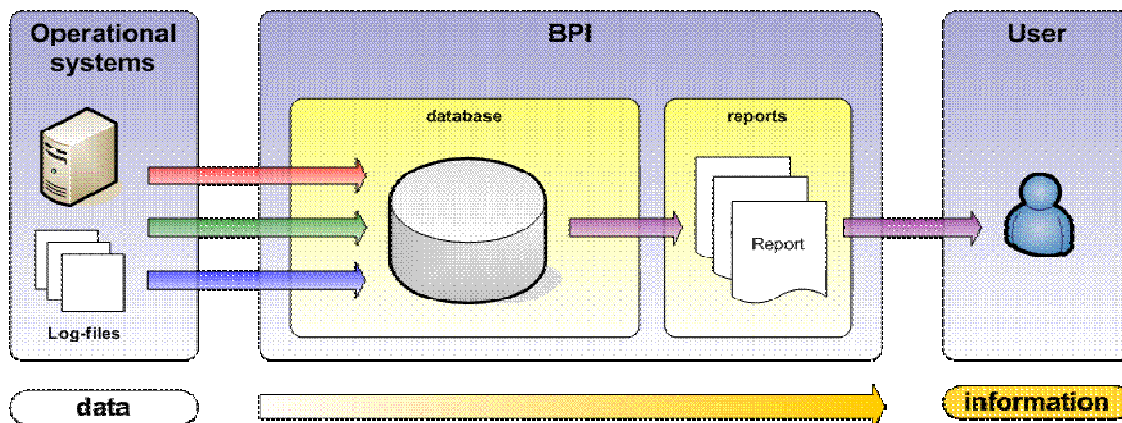 Operational
systems
Log-files
BPI
database
reports
Report
User
data
information